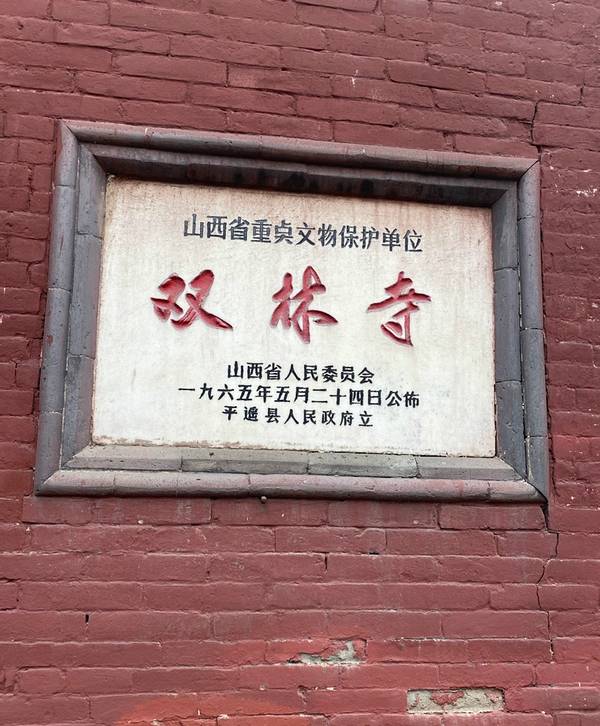 山西省重点文物保护单位
双林寺
山西省人民委员会
一九六五年五月二十四日公佈
平遥县人民政府立